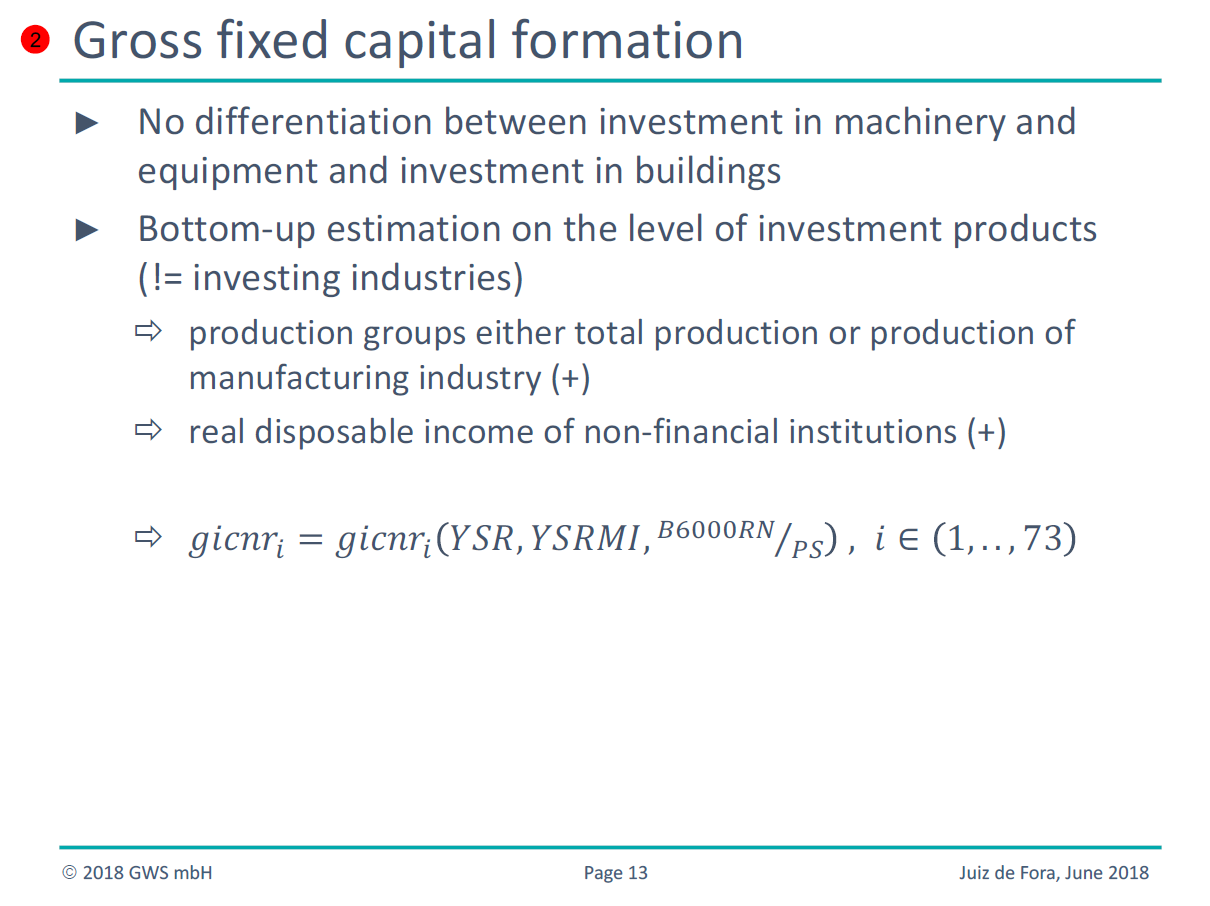 2 Gross fixed capital formation
► No differentiation between investment in machinery and
equipment and investment in buildings
► Bottom-up estimation on the level of investment products
(!= investing industries)
⇨ production groups either total production or production of
manufacturing industry (+)
⇨ real disposable income of non-financial institutions (+)
⇨ gicnr_i = gicnr_i(YSR, YSRMI, B6000RN/PS) , i ∈ (1,..,73)
© 2018 GWS mbH Page 13 Juiz de Fora, June 2018